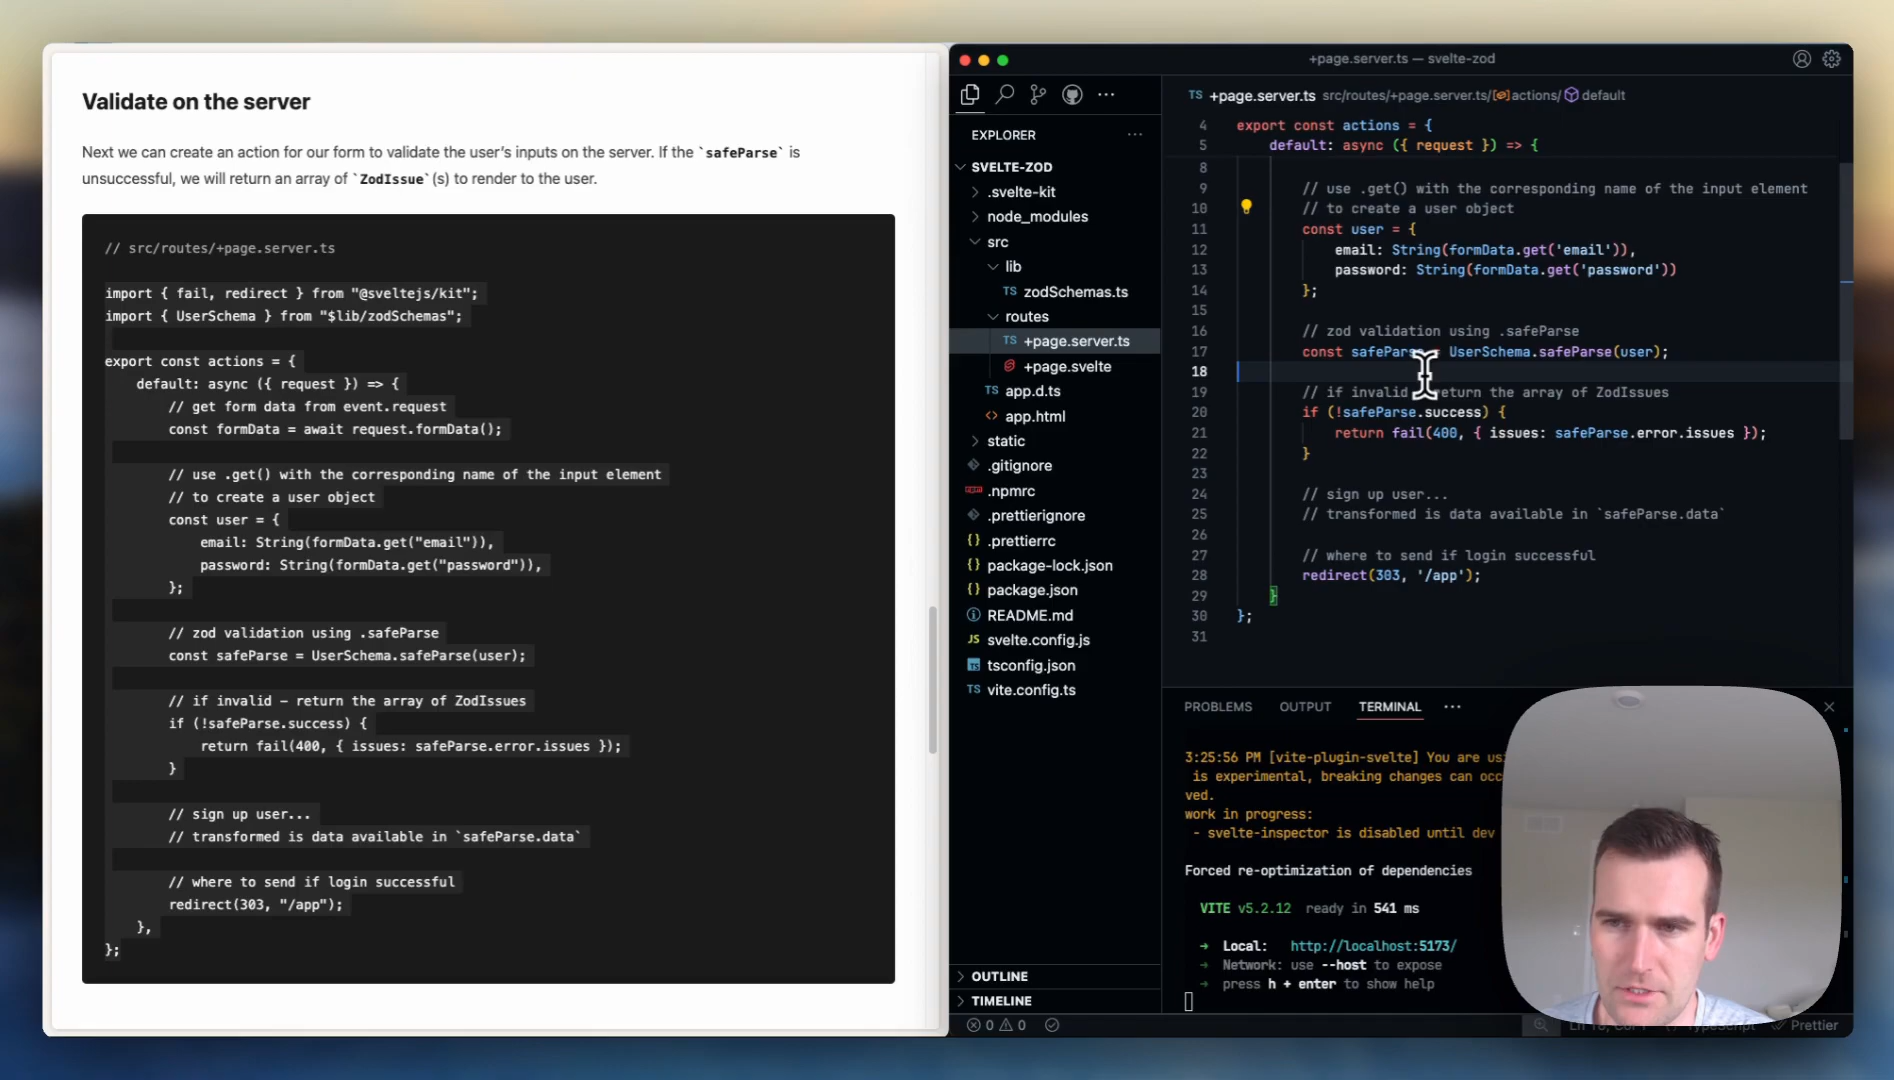 Validate on the server
Next we can create an action for our form to validate the user's inputs on the server. If the `safeParse` is
unsuccessful, we will return an array of `ZodIssue`(s) to render to the user.
// src/routes/+page.server.ts
import { fail, redirect } from "@sveltejs/kit";
import { UserSchema } from "$lib/zodSchemas";
export const actions = {
default: async ({ request }) => {
// get form data from event.request
const formData = await request.formData();
// use .get() with the corresponding name of the input element
// to create a user object
const user = {
email: String(formData.get("email")),
password: String(formData.get("password")),
};
// zod validation using .safeParse
const safeParse = UserSchema.safeParse(user);
// if invalid – return the array of ZodIssues
if (!safeParse.success) {
return fail(400, { issues: safeParse.error.issues });
}
// sign up user...
// transformed is data available in `safeParse.data`
// where to send if login successful
redirect(303, "/app");
},
};
+page.server.ts — svelte-zod
EXPLORER
SVELTE-ZOD
.svelte-kit
node_modules
src
lib
TS zodSchemas.ts
routes
TS +page.server.ts
+page.svelte
TS app.d.ts
<> app.html
static
.gitignore
.npmrc
.prettierignore
{} .prettierrc
{} package-lock.json
{} package.json
README.md
JS svelte.config.js
TS tsconfig.json
TS vite.config.ts
OUTLINE
TIMELINE
TS +page.server.ts src/routes/+page.server.ts/ actions/ default
4 export const actions = {
5 default: async ({ request }) => {
8
9 // use .get() with the corresponding name of the input element
10 // to create a user object
11 const user = {
12 email: String(formData.get('email')),
13 password: String(formData.get('password'))
14 };
15
16 // zod validation using .safeParse
17 const safeParse = UserSchema.safeParse(user);
18
19 // if invalid return the array of ZodIssues
20 if (!safeParse.success) {
21 return fail(400, { issues: safeParse.error.issues });
22 }
23
24 // sign up user...
25 // transformed is data available in `safeParse.data`
26
27 // where to send if login successful
28 redirect(303, '/app');
29 }
30 };
31
PROBLEMS OUTPUT TERMINAL
3:25:56 PM [vite-plugin-svelte] You are
is experimental, breaking changes can
ved.
work in progress:
- svelte-inspector is disabled until dev
Forced re-optimization of dependencies
VITE v5.2.12 ready in 541 ms
➜ Local: http://localhost:5173/
➜ Network: use --host to expose
➜ press h + enter to show help
0 0
TypeScript Prettier